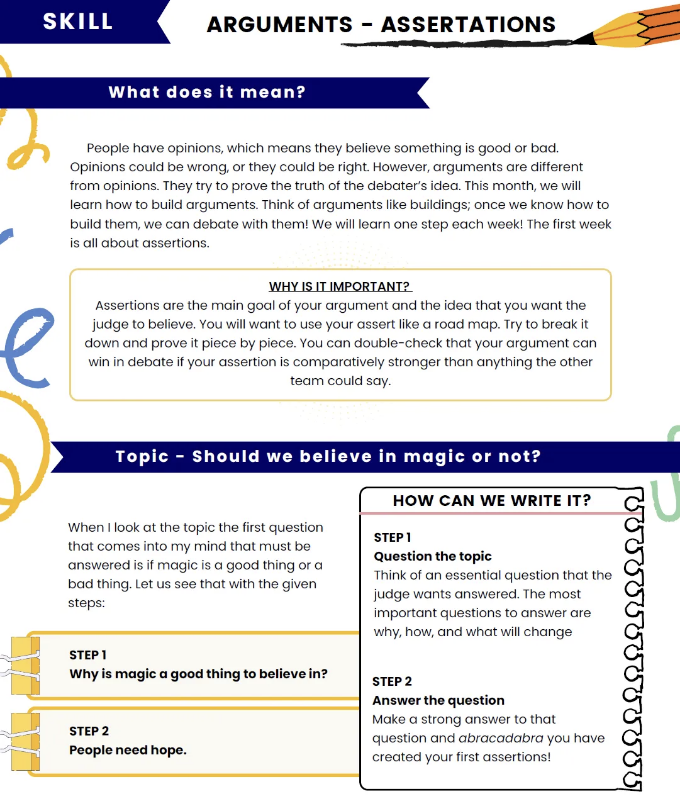 SKILL
ARGUMENTS - ASSERTATIONS
What does it mean?
People have opinions, which means they believe something is good or bad.
Opinions could be wrong, or they could be right. However, arguments are different
from opinions. They try to prove the truth of the debater's idea. This month, we will
learn how to build arguments. Think of arguments like buildings; once we know how to
build them, we can debate with them! We will learn one step each week! The first week
is all about assertions.
WHY IS IT IMPORTANT?
Assertions are the main goal of your argument and the idea that you want the
judge to believe. You will want to use your assert like a road map. Try to break it
down and prove it piece by piece. You can double-check that your argument can
win in debate if your assertion is comparatively stronger than anything the other
team could say.
Topic - Should we believe in magic or not?
When I look at the topic the first question
that comes into my mind that must be
answered is if magic is a good thing or a
bad thing. Let us see that with the given
steps:
STEP 1
Why is magic a good thing to believe in?
STEP 2
People need hope.
HOW CAN WE WRITE IT?
STEP 1
Question the topic
Think of an essential question that the
judge wants answered. The most
important questions to answer are
why, how, and what will change
STEP 2
Answer the question
Make a strong answer to that
question and abracadabra you have
created your first assertions!